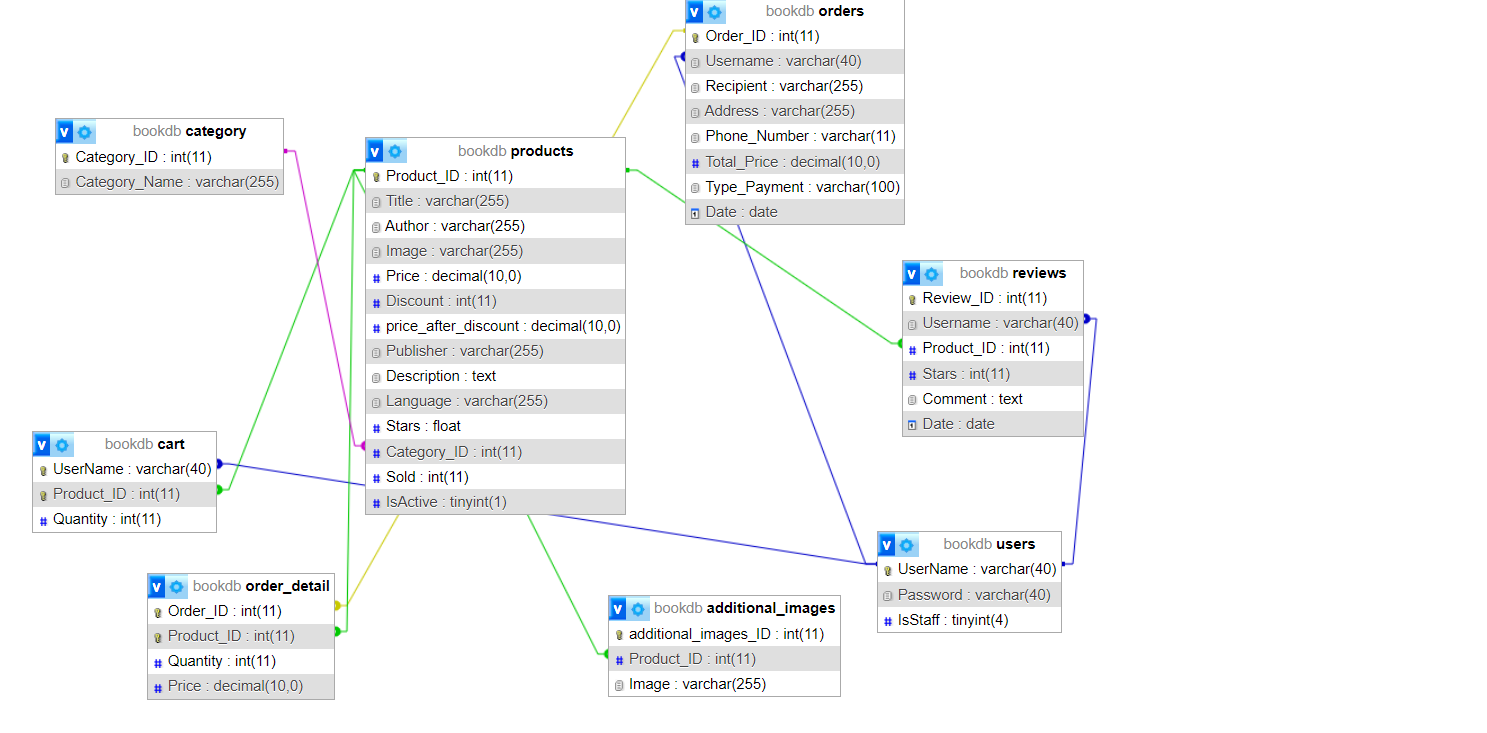 bookdb orders
Order_ID : int(11)
Username : varchar(40)
Recipient : varchar(255)
Address : varchar(255)
Phone_Number : varchar(11)
Total_Price : decimal(10,0)
Type_Payment : varchar(100)
Date : date
v bookdb category
Category_ID : int(11)
Category_Name : varchar(255)
v bookdb products
Product_ID : int(11)
Title : varchar(255)
Author : varchar(255)
Image : varchar(255)
Price : decimal(10,0)
Discount : int(11)
price_after_discount : decimal(10,0)
Publisher : varchar(255)
Description : text
Language : varchar(255)
Stars : float
Category_ID : int(11)
Sold : int(11)
IsActive : tinyint(1)
v bookdb reviews
Review_ID : int(11)
Username : varchar(40)
Product_ID : int(11)
Stars : int(11)
Comment : text
Date : date
v bookdb cart
UserName : varchar(40)
Product_ID : int(11)
Quantity : int(11)
v bookdb users
UserName : varchar(40)
Password : varchar(40)
IsStaff : tinyint(4)
v bookdb order_detail
Order_ID : int(11)
Product_ID : int(11)
Quantity : int(11)
Price : decimal(10,0)
v bookdb additional_images
additional_images_ID : int(11)
Product_ID : int(11)
Image : varchar(255)